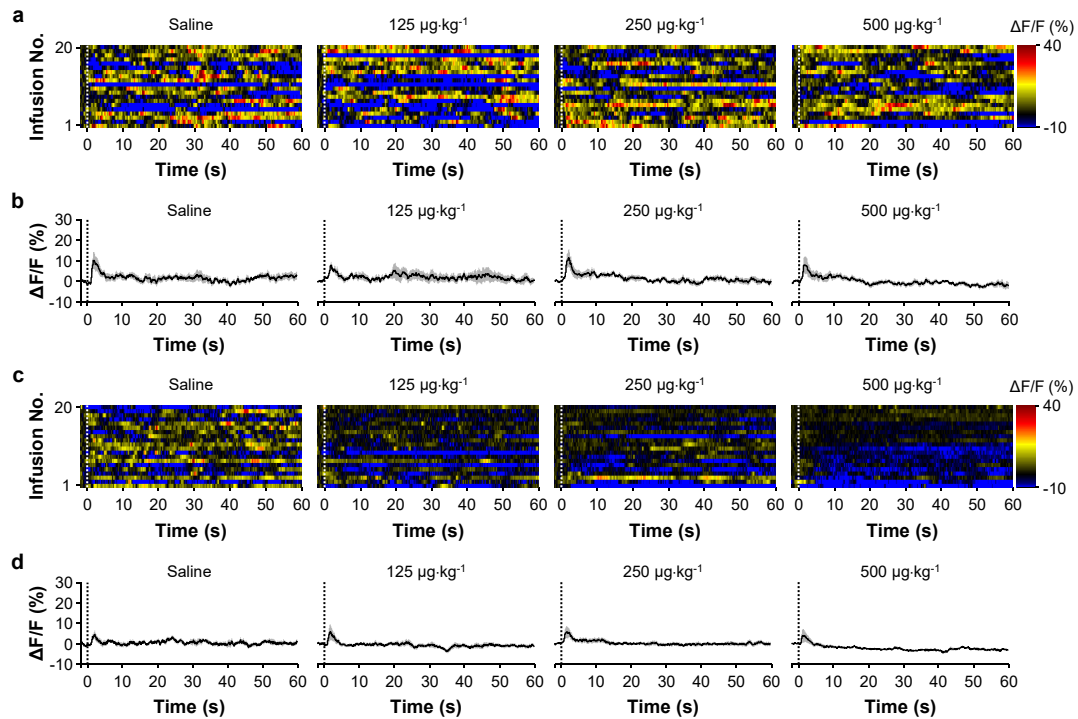 a
Saline 125 µg·kg⁻¹ 250 µg·kg⁻¹ 500 µg·kg⁻¹ ΔF/F (%)
Infusion No.
20 40
1 -10
0 10 20 30 40 50 60 0 10 20 30 40 50 60 0 10 20 30 40 50 60 0 10 20 30 40 50 60
Time (s) Time (s) Time (s) Time (s)
b
Saline 125 µg·kg⁻¹ 250 µg·kg⁻¹ 500 µg·kg⁻¹
ΔF/F (%)
30
20
10
0
-10
0 10 20 30 40 50 60 0 10 20 30 40 50 60 0 10 20 30 40 50 60 0 10 20 30 40 50 60
Time (s) Time (s) Time (s) Time (s)
c
Saline 125 µg·kg⁻¹ 250 µg·kg⁻¹ 500 µg·kg⁻¹ ΔF/F (%)
Infusion No.
20 40
1 -10
0 10 20 30 40 50 60 0 10 20 30 40 50 60 0 10 20 30 40 50 60 0 10 20 30 40 50 60
Time (s) Time (s) Time (s) Time (s)
d
Saline 125 µg·kg⁻¹ 250 µg·kg⁻¹ 500 µg·kg⁻¹
ΔF/F (%)
30
20
10
0
-10
0 10 20 30 40 50 60 0 10 20 30 40 50 60 0 10 20 30 40 50 60 0 10 20 30 40 50 60
Time (s) Time (s) Time (s) Time (s)